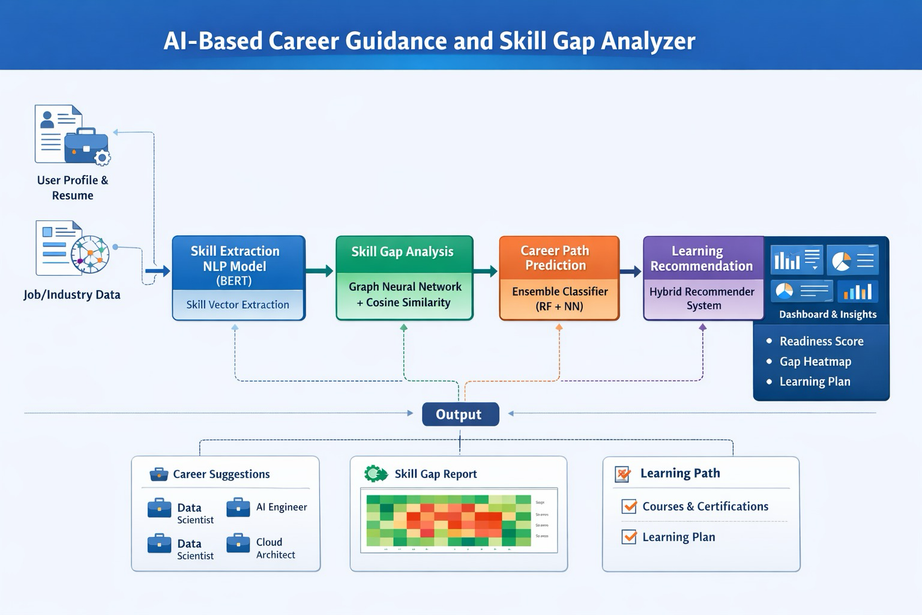 AI-Based Career Guidance and Skill Gap Analyzer
User Profile &
Resume
Job/Industry Data
Skill Extraction
NLP Model
(BERT)
Skill Vector Extraction
Skill Gap Analysis
Graph Neural Network
+ Cosine Similarity
Career Path
Prediction
Ensemble Classifier
(RF + NN)
Learning
Recommendation
Hybrid Recommender
System
Dashboard & Insights
• Readiness Score
• Gap Heatmap
• Learning Plan
Output
Career Suggestions
Data
Scientist
AI Engineer
Data
Scientist
Cloud
Architect
Skill Gap Report
Learning Path
Courses & Certifications
Learning Plan